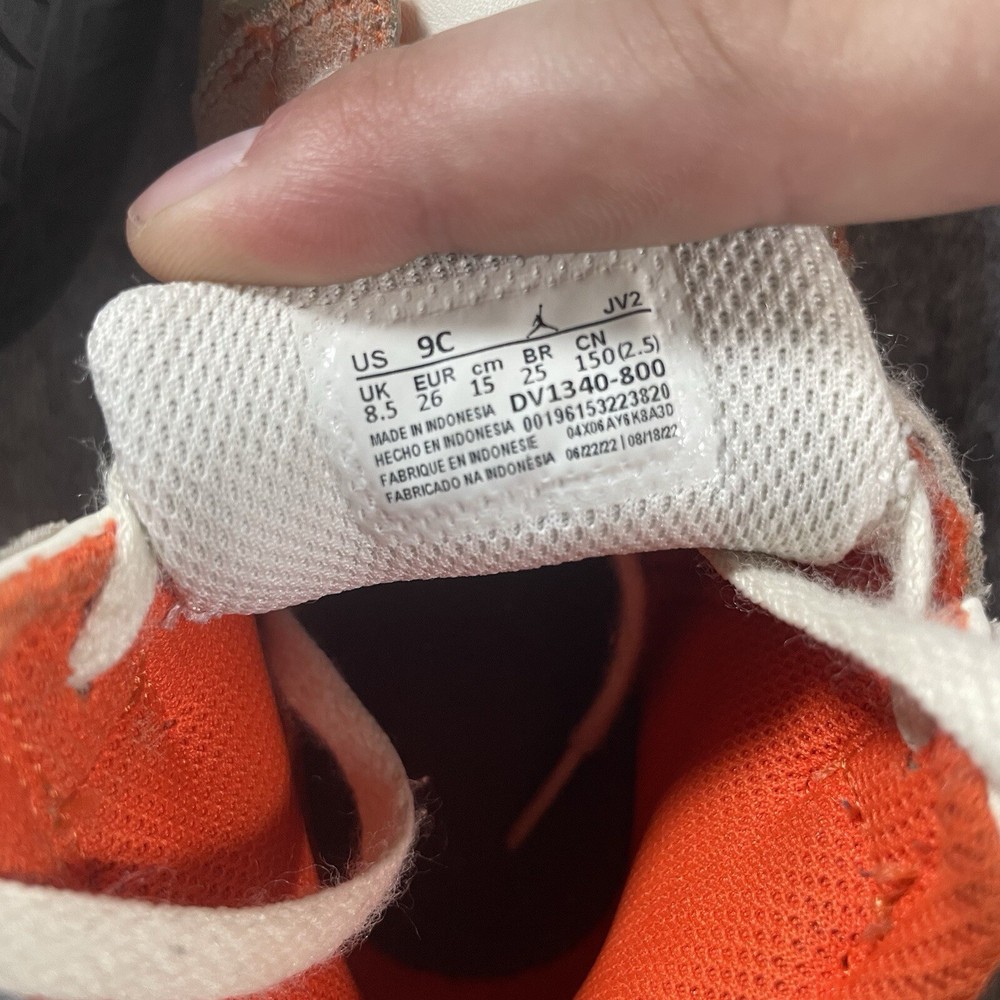 US 9C JV2
UK EUR cm BR CN
8.5 26 15 25 150(2.5)
MADE IN INDONESIA DV1340-800
HECHO EN INDONESIA 00196153223820
FABRIQUE EN INDONESIE 04X06AY6K8A3D
FABRICADO NA INDONÉSIA 06/22/22 | 08/18/22